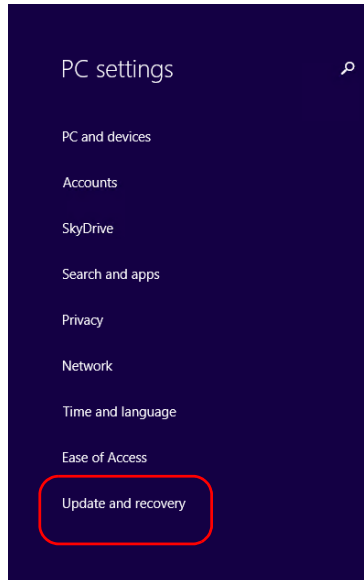 PC settings
PC and devices
Accounts
SkyDrive
Search and apps
Privacy
Network
Time and language
Ease of Access
Update and recovery